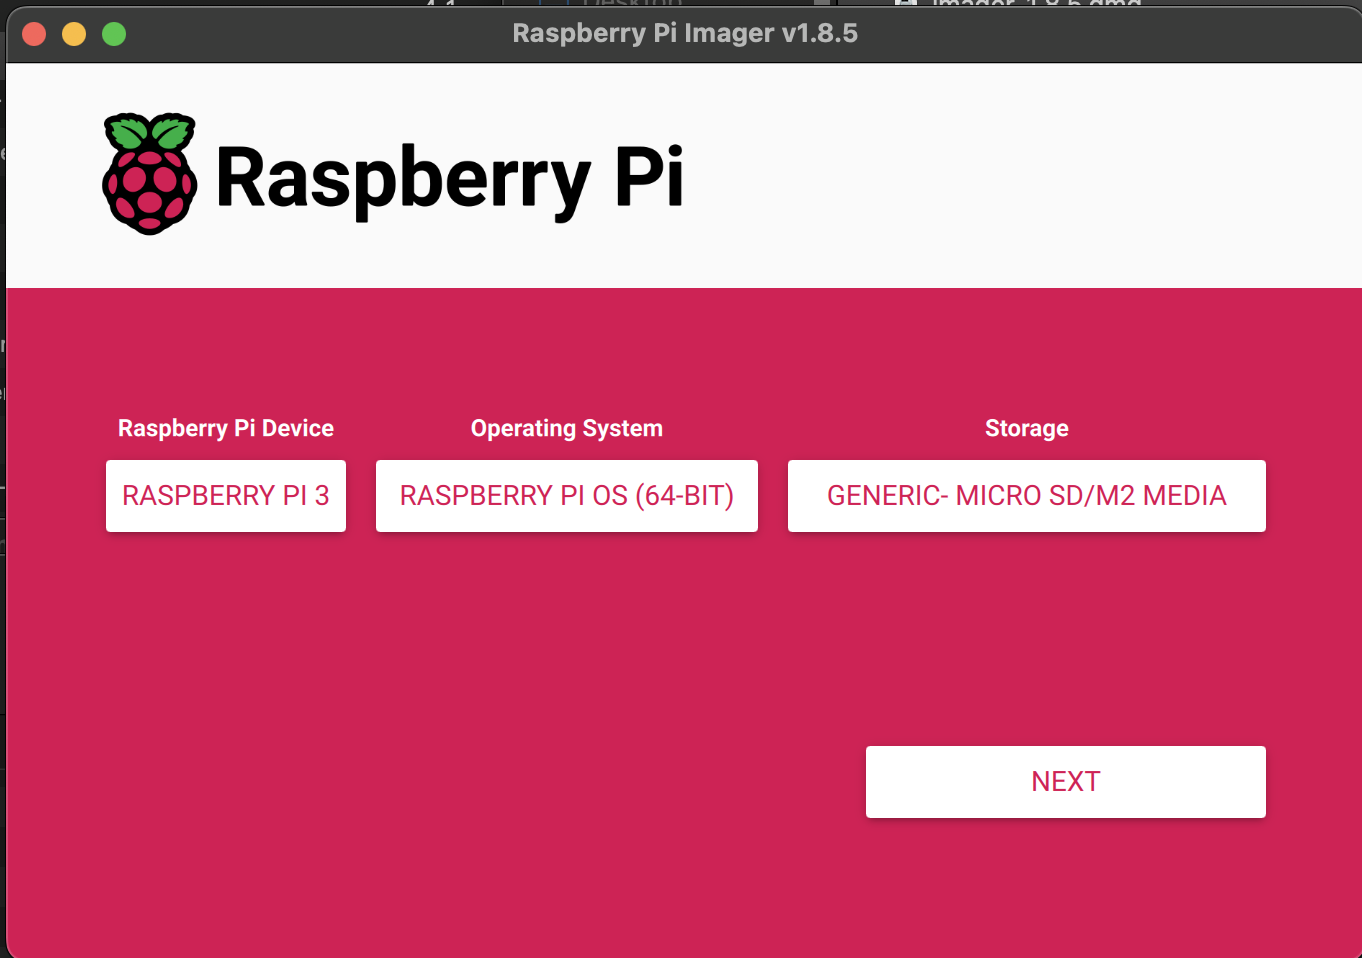 Raspberry Pi Imager v1.8.5
Raspberry Pi
Raspberry Pi Device
Operating System
Storage
RASPBERRY PI 3
RASPBERRY PI OS (64-BIT)
GENERIC- MICRO SD/M2 MEDIA
NEXT